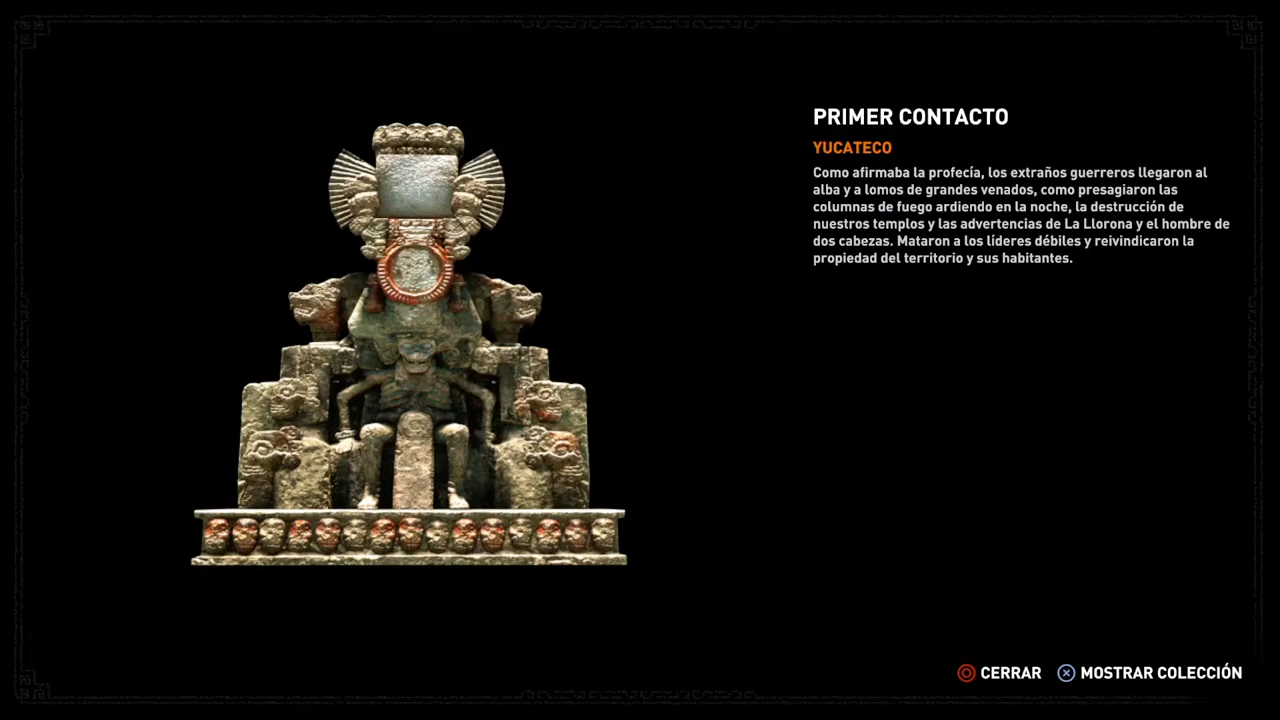 PRIMER CONTACTO
YUCATECO
Como afirmaba la profecía, los extraños guerreros llegaron al
alba y a lomos de grandes venados, como presagiaron las
columnas de fuego ardiendo en la noche, la destrucción de
nuestros templos y las advertencias de La Llorona y el hombre de
dos cabezas. Mataron a los líderes débiles y reivindicaron la
propiedad del territorio y sus habitantes.
CERRAR MOSTRAR COLECCIÓN